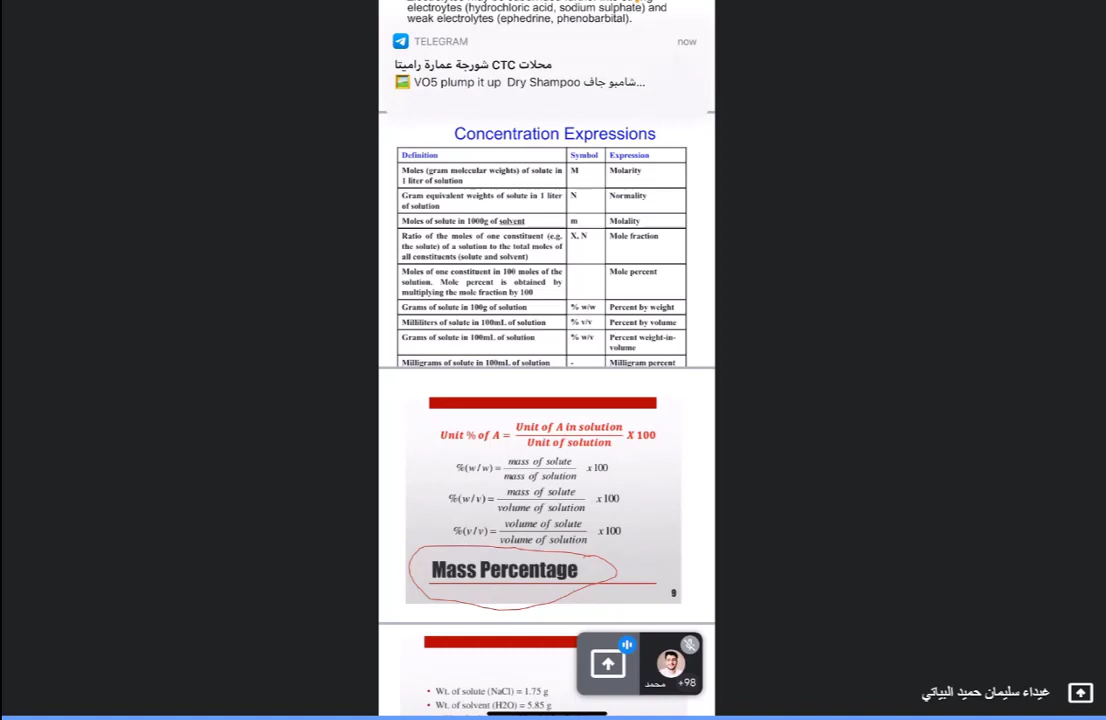 electroytes (hydrochloric acid, sodium sulphate) and
weak electrolytes (ephedrine, phenobarbital).
TELEGRAM
now
محلات CTC شورجة عمارة راميتا
VO5 plump it up Dry Shampoo شامبو جاف...
Concentration Expressions
Definition Symbol Expression
Moles (gram molecular weights) of solute in M Molarity
1 liter of solution
Gram equivalent weights of solute in 1 liter N Normality
of solution
Moles of solute in 1000g of solvent m Molality
Ratio of the moles of one constituent (e.g. X, N Mole fraction
the solute) of a solution to the total moles of
all constituents (solute and solvent)
Moles of one constituent in 100 moles of the Mole percent
solution. Mole percent is obtained by
multiplying the mole fraction by 100
Grams of solute in 100g of solution % w/w Percent by weight
Milliliters of solute in 100mL of solution % v/v Percent by volume
Grams of solute in 100mL of solution % w/v Percent weight-in-
volume
Milligrams of solute in 100mL of solution - Milligram percent
Unit % of A = Unit of A in solution / Unit of solution X 100
%(w/w) = mass of solute / mass of solution x100
%(w/v) = mass of solute / volume of solution x100
%(v/v) = volume of solute / volume of solution x100
Mass Percentage
9
• Wt. of solute (NaCl) = 1.75 g
• Wt. of solvent (H2O) = 5.85 g
محمد
+98
غيداء سليمان حميد البياتي